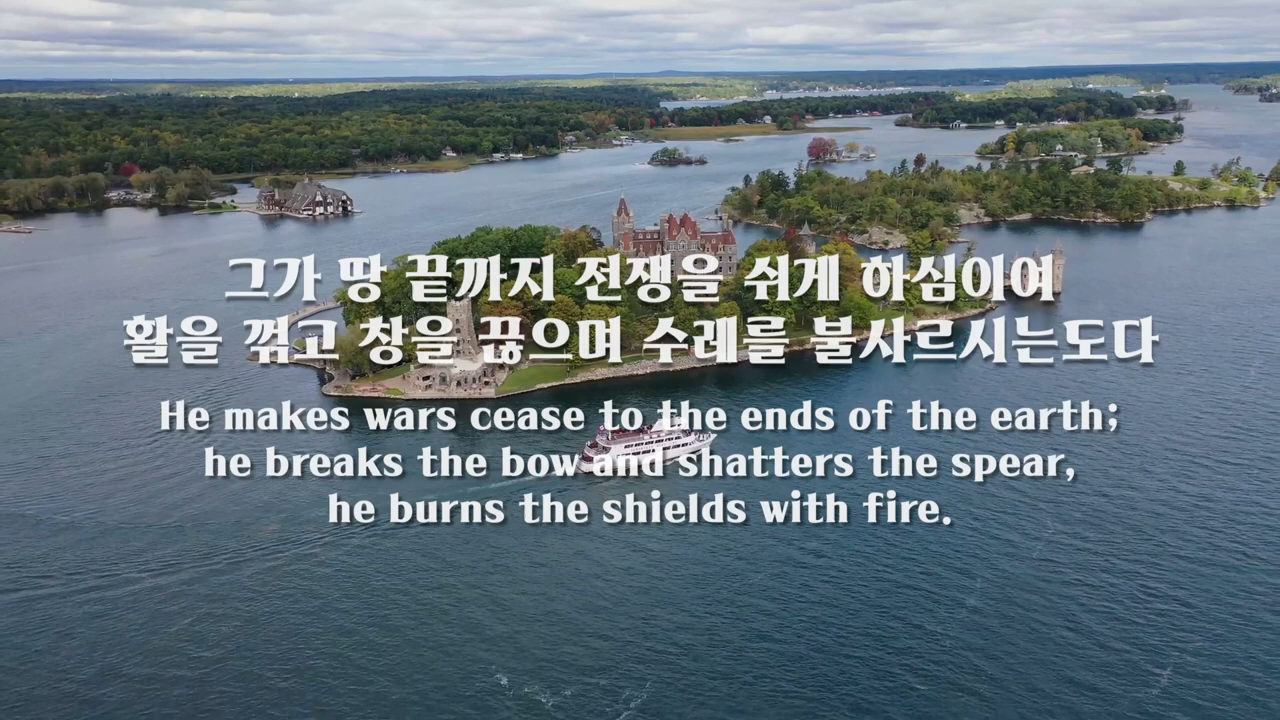 그가 땅 끝까지 전쟁을 쉬게 하심이여
활을 꺾고 창을 끊으며 수레를 불사르시는도다
He makes wars cease to the ends of the earth;
he breaks the bow and shatters the spear,
he burns the shields with fire.